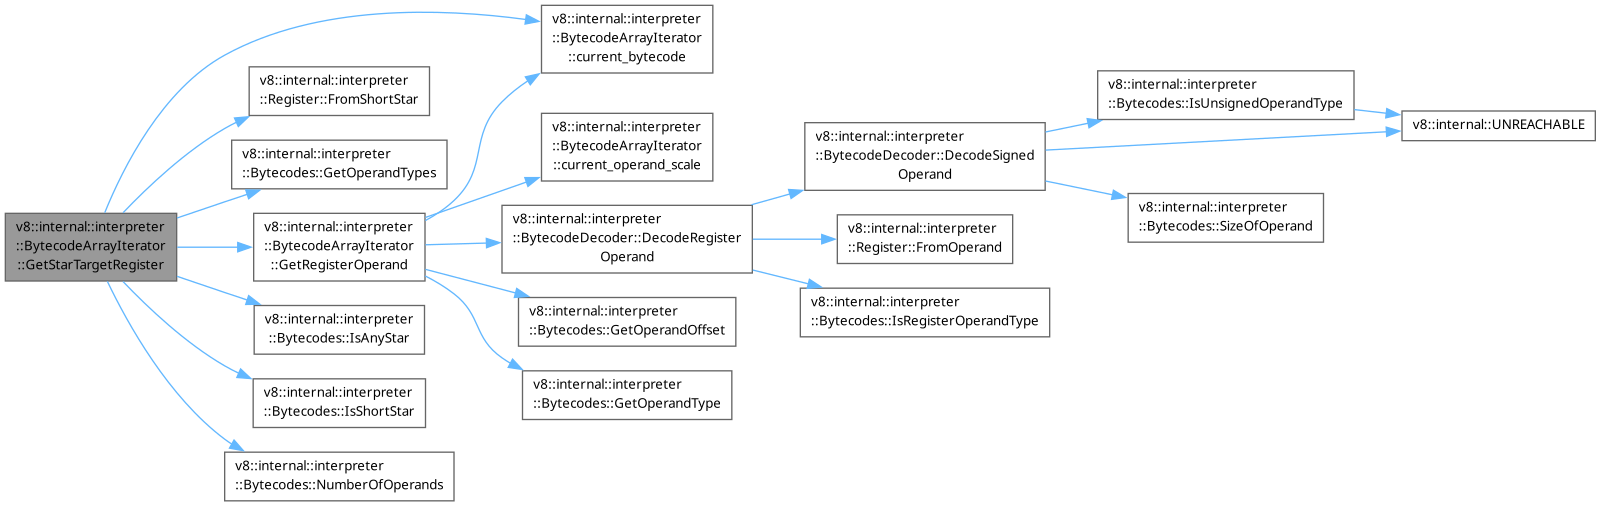 v8::internal::interpreter
::BytecodeArrayIterator
::GetStarTargetRegister
v8::internal::interpreter
::BytecodeArrayIterator
::current_bytecode
v8::internal::interpreter
::Register::FromShortStar
v8::internal::interpreter
::Bytecodes::GetOperandTypes
v8::internal::interpreter
::BytecodeArrayIterator
::GetRegisterOperand
v8::internal::interpreter
::BytecodeArrayIterator
::current_operand_scale
v8::internal::interpreter
::BytecodeDecoder::DecodeRegister
Operand
v8::internal::interpreter
::BytecodeDecoder::DecodeSigned
Operand
v8::internal::interpreter
::Bytecodes::IsUnsignedOperandType
v8::internal::UNREACHABLE
v8::internal::interpreter
::Bytecodes::SizeOfOperand
v8::internal::interpreter
::Register::FromOperand
v8::internal::interpreter
::Bytecodes::IsRegisterOperandType
v8::internal::interpreter
::Bytecodes::GetOperandOffset
v8::internal::interpreter
::Bytecodes::GetOperandType
v8::internal::interpreter
::Bytecodes::IsAnyStar
v8::internal::interpreter
::Bytecodes::IsShortStar
v8::internal::interpreter
::Bytecodes::NumberOfOperands